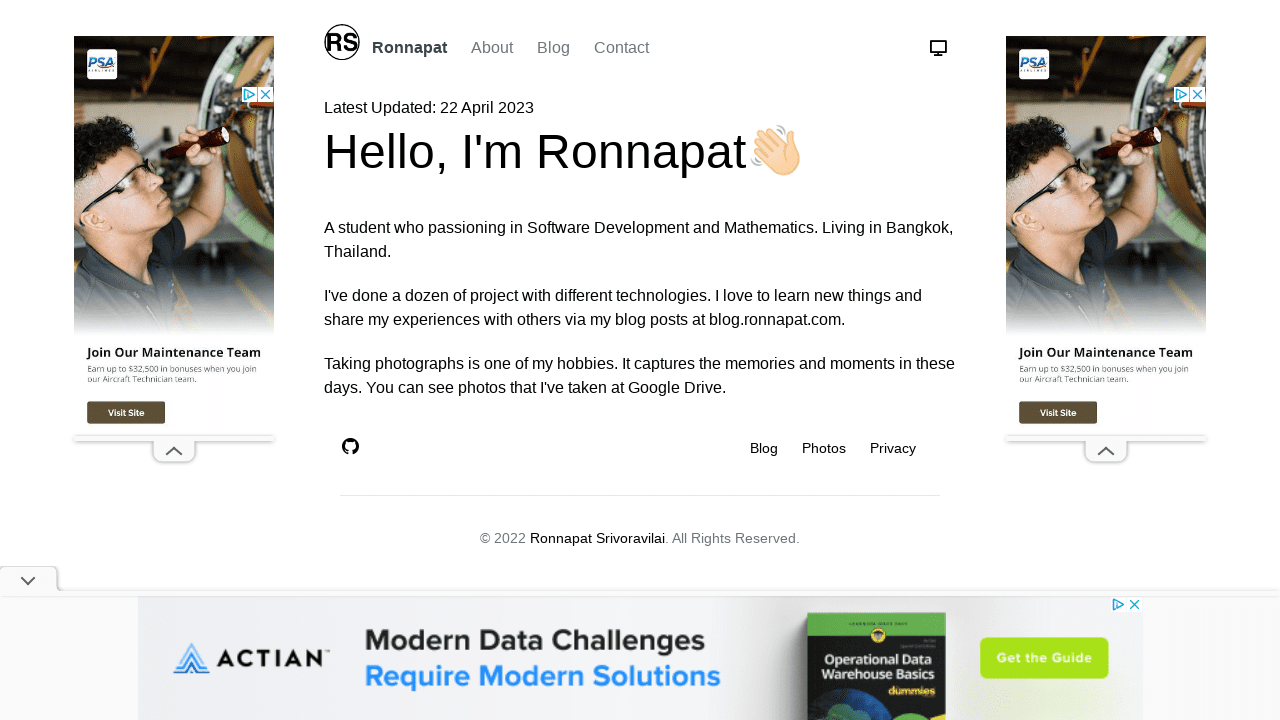 RS Ronnapat About Blog Contact
Latest Updated: 22 April 2023
Hello, I'm Ronnapat👋🏻
A student who passioning in Software Development and Mathematics. Living in Bangkok,
Thailand.
I've done a dozen of project with different technologies. I love to learn new things and
share my experiences with others via my blog posts at blog.ronnapat.com.
Taking photographs is one of my hobbies. It captures the memories and moments in these
days. You can see photos that I've taken at Google Drive.
Blog Photos Privacy
© 2022 Ronnapat Srivoravilai. All Rights Reserved.
PSA
AIRLINES
Join Our Maintenance Team
Earn up to $32,500 in bonuses when you join
our Aircraft Technician team.
Visit Site
PSA
AIRLINES
Join Our Maintenance Team
Earn up to $32,500 in bonuses when you join
our Aircraft Technician team.
Visit Site
ACTIAN
Modern Data Challenges
Require Modern Solutions
Operational Data
Warehouse Basics
dummies
Get the Guide